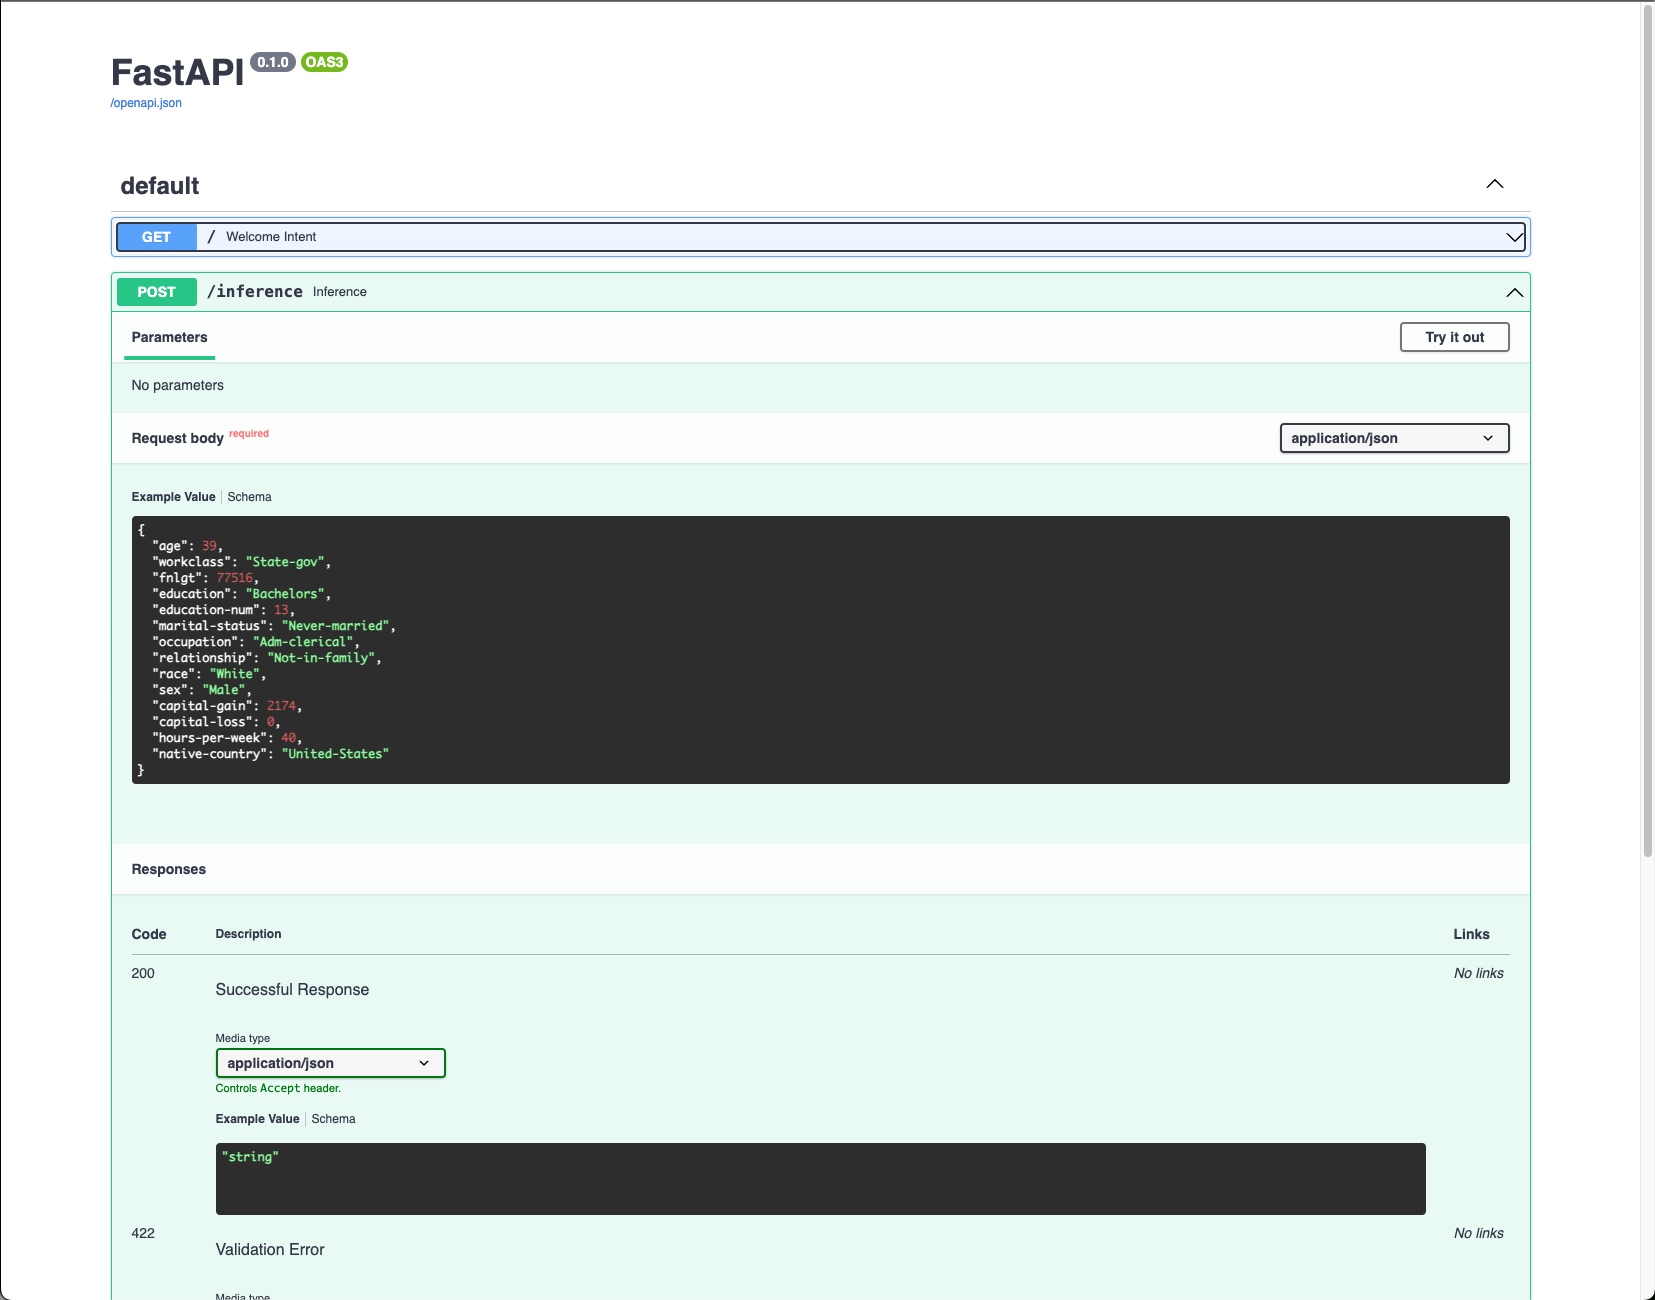 FastAPI 0.1.0 OAS3
/openapi.json
default
GET / Welcome Intent
POST /inference Inference
Parameters Try it out
No parameters
Request body required application/json
Example Value Schema
{
"age": 39,
"workclass": "State-gov",
"fnlgt": 77516,
"education": "Bachelors",
"education-num": 13,
"marital-status": "Never-married",
"occupation": "Adm-clerical",
"relationship": "Not-in-family",
"race": "White",
"sex": "Male",
"capital-gain": 2174,
"capital-loss": 0,
"hours-per-week": 40,
"native-country": "United-States"
}
Responses
Code Description Links
200 No links
Successful Response
Media type
application/json
Controls Accept header.
Example Value Schema
"string"
422 No links
Validation Error
Media type